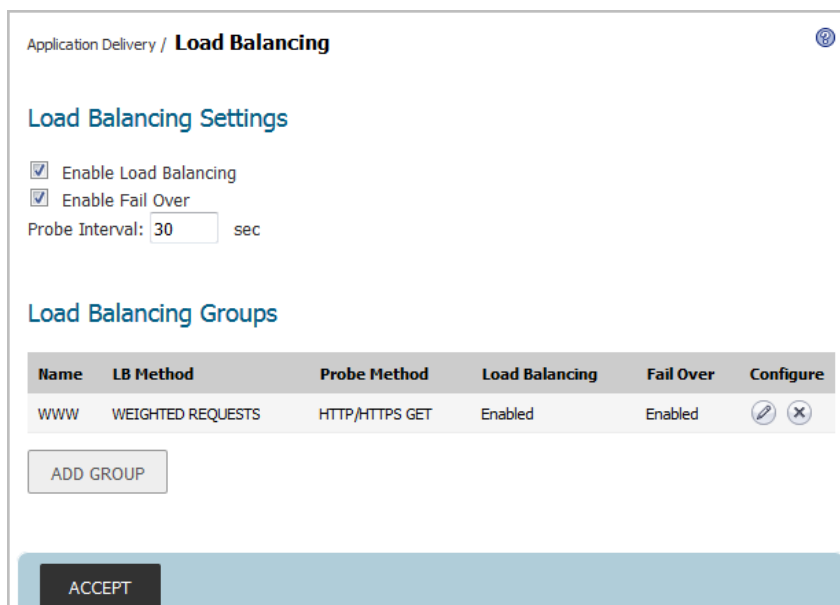 Application Delivery / Load Balancing
Load Balancing Settings
Enable Load Balancing
Enable Fail Over
Probe Interval: 30 sec
Load Balancing Groups
Name LB Method Probe Method Load Balancing Fail Over Configure
WWW WEIGHTED REQUESTS HTTP/HTTPS GET Enabled Enabled
ADD GROUP
ACCEPT